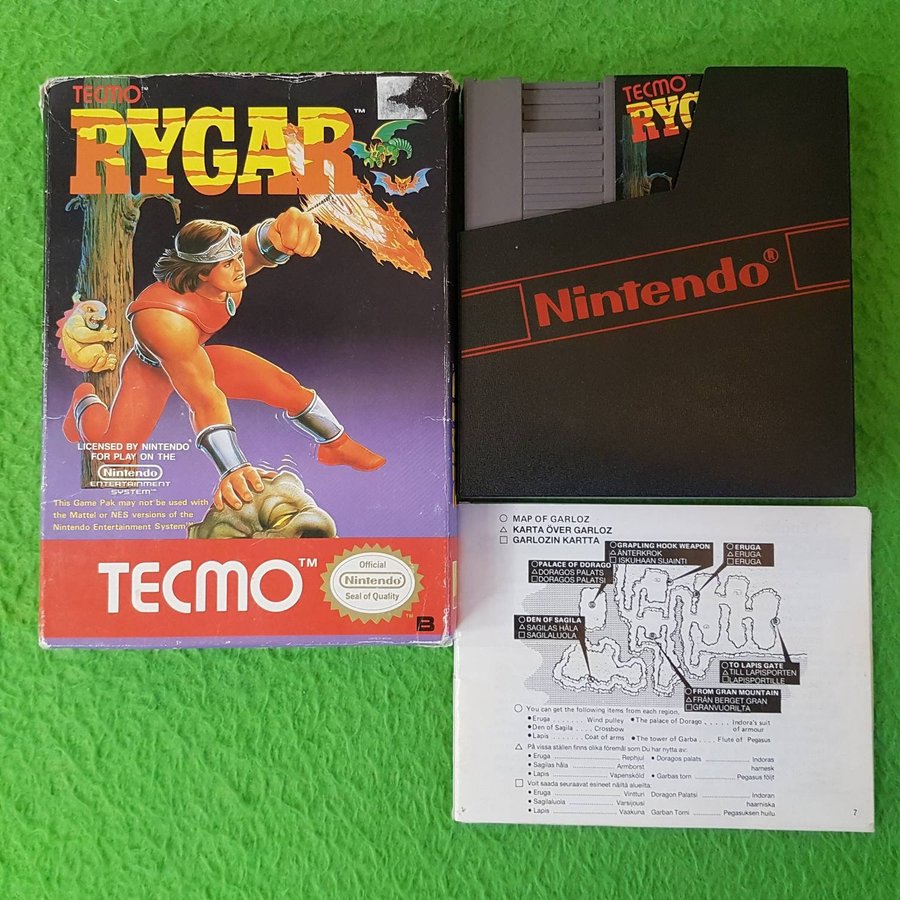 TECMO™
RYGAR™
LICENSED BY NINTENDO®
FOR PLAY ON THE
Nintendo
ENTERTAINMENT
SYSTEM™
This Game Pak may not be used with
the Mattel or NES versions of the
Nintendo Entertainment System™.
TECMO™
Official
Nintendo®
Seal of Quality
™ B
TECMO
RYG
Nintendo®
○ MAP OF GARLOZ
△ KARTA ÖVER GARLOZ
□ GARLOZIN KARTTA
○GRAPLING HOOK WEAPON
△ÄNTERKROK
□ISKUHAAN SIJAINTI
○ERUGA
△ERUGA
□ERUGA
○PALACE OF DORAGO
△DORAGOS PALATS
□DORAGOS PALATSI
○DEN OF SAGILA
△SAGILAS HÅLA
□SAGILALUOLA
○TO LAPIS GATE
△TILL LAPISPORTEN
□LAPISPORTILLE
○FROM GRAN MOUNTAIN
△FRÅN BERGET GRAN
□GRANVUORILTA
○ You can get the following items from each region.
• Eruga ....... Wind pulley • The palace of Dorago ..... Indora's suit
of armour
• Den of Sagila ... Crossbow
• Lapis ....... Coat of arms • The tower of Garba ... Flute of Pegasus
△ På vissa ställen finns olika föremål som Du har nytta av:
• Eruga ....... Rephjul • Doragos palats ....... Indoras
harnesk
• Sagilas håla ....... Armborst
• Lapis ....... Vapensköld • Garbas torn ....... Pegasus flöjt
□ Voit saada seuraavat esineet näiltä alueilta:
• Eruga ....... Vintturi Doragon Palatsi ....... Indoran
haarniska
• Sagilaluola ....... Varsijousi
• Lapis ....... Vaakuna Garban Torni ....... Pegasuksen huilu
7